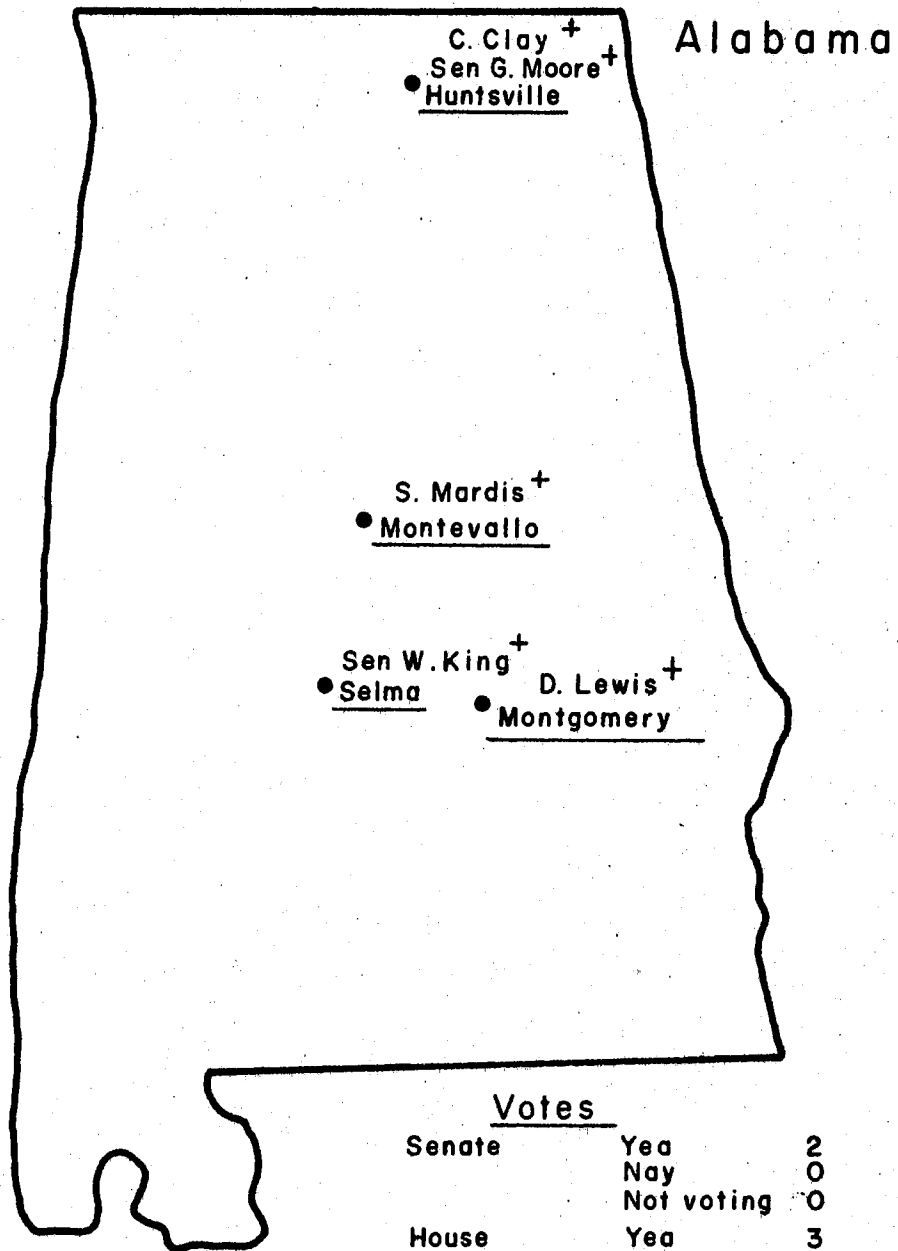 Alabama
C. Clay +
Sen G. Moore +
Huntsville
S. Mardis +
Montevallo
Sen W. King +
Selma
D. Lewis +
Montgomery
Votes
Senate Yea 2
Nay 0
Not voting 0
House Yea 3